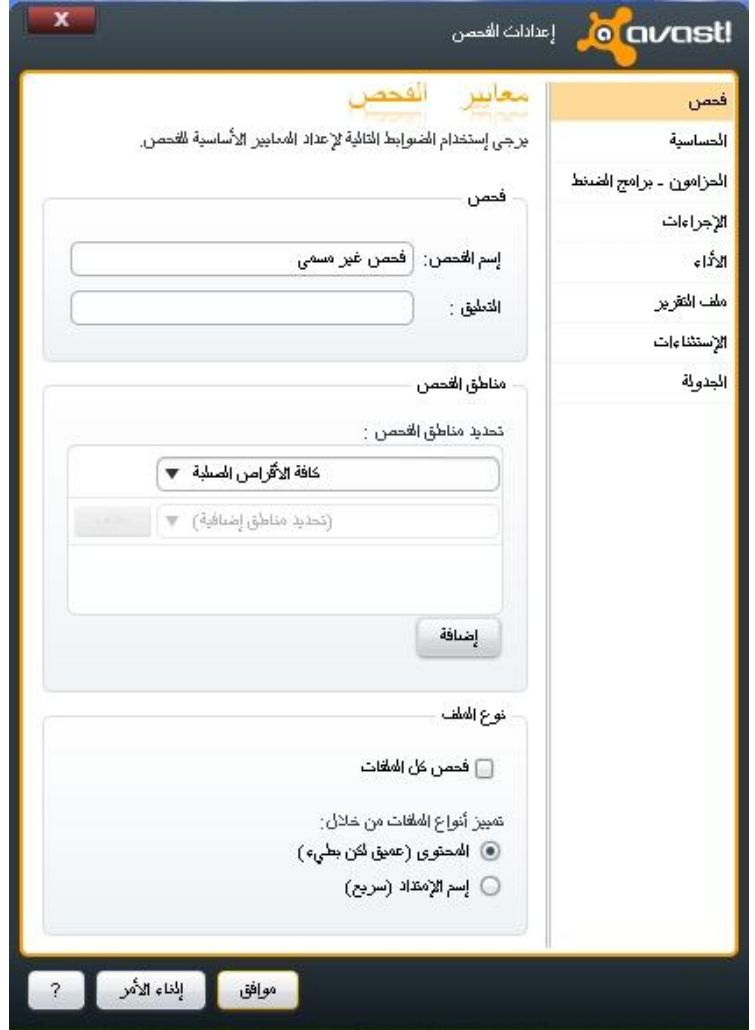 avast!
إعدادات الفحص
X
فحص
الحساسية
الحزامون - برامج الضغط
الإجراءات
الأداء
ملف التقرير
الإستثناءات
الجدولة
معايير الفحص
يرجى إستخدام الضوابط التالية لإعداد المعايير الأساسية للفحص.
فحص
إسم الفحص: فحص غير مسمى
التعليق :
مناطق الفحص
تحديد مناطق الفحص :
كافة الأقراص الصلبة
(تحديد مناطق إضافية)
إضافة
نوع الملف
فحص كل الملفات
تمييز أنواع الملفات من خلال:
المحتوى (عميق لكن بطيء)
إسم الإمتداد (سريع)
موافق
إلغاء الأمر
?